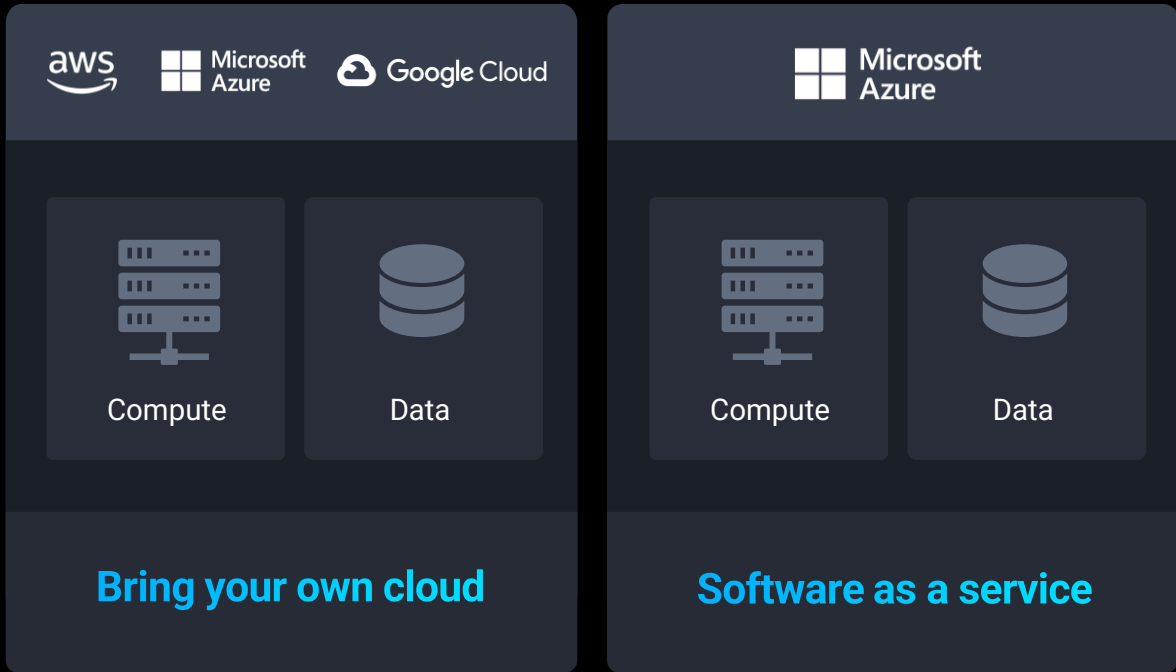 aws
Microsoft
Azure
Google Cloud
Compute
Data
Bring your own cloud
Microsoft
Azure
Compute
Data
Software as a service